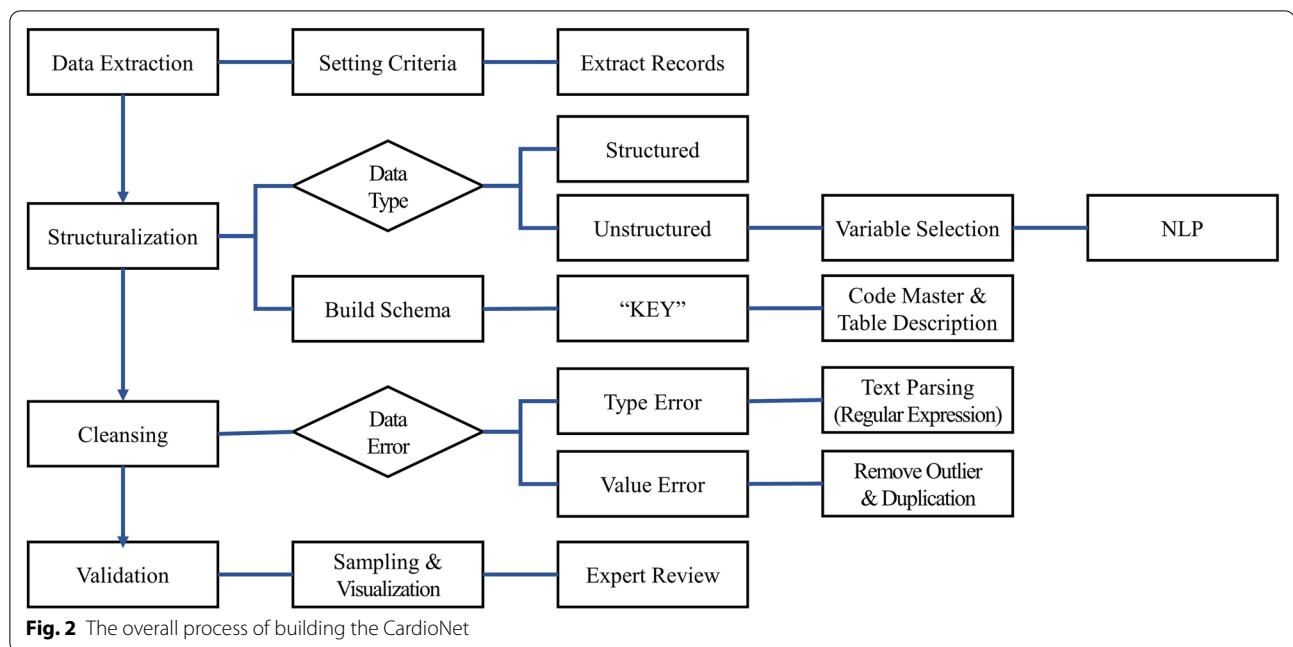 Data Extraction
Setting Criteria
Extract Records
Structuralization
Data
Type
Structured
Unstructured
Variable Selection
NLP
Build Schema
“KEY”
Code Master &
Table Description
Cleansing
Data
Error
Type Error
Text Parsing
(Regular Expression)
Value Error
Remove Outlier
& Duplication
Validation
Sampling &
Visualization
Expert Review
Fig. 2 The overall process of building the CardioNet